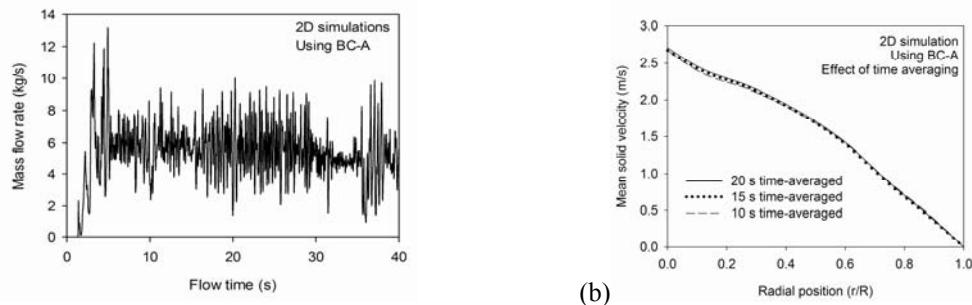 2D simulations
Using BC-A
Mass flow rate (kg/s)
14
12
10
8
6
4
2
0
0 10 20 30 40
Flow time (s)
(b)
2D simulation
Using BC-A
Effect of time averaging
Mean solid velocity (m/s)
3.0
2.5
2.0
1.5
1.0
0.5
0.0
20 s time-averaged
15 s time-averaged
10 s time-averaged
0.0 0.2 0.4 0.6 0.8 1.0
Radial position (r/R)